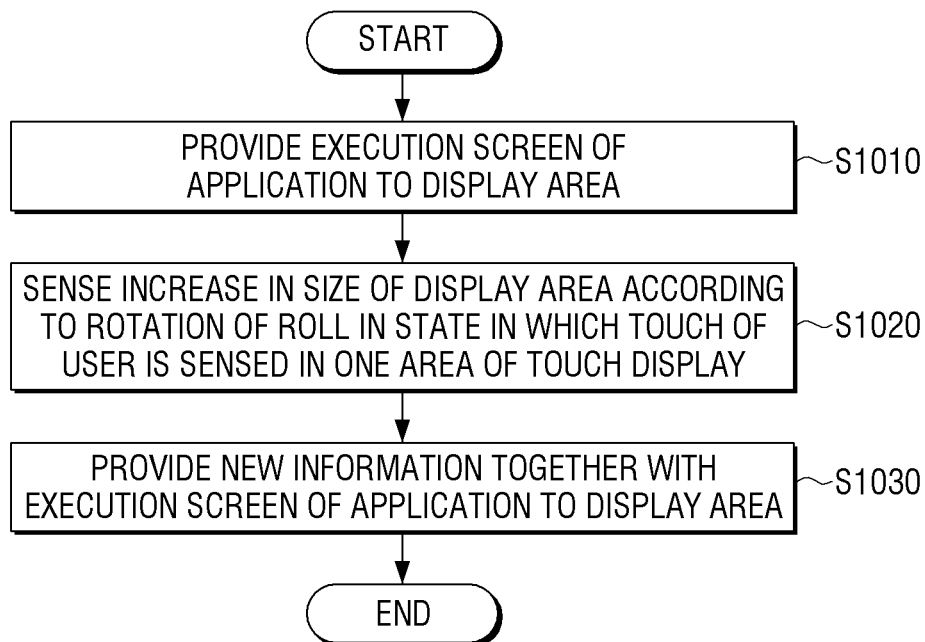 START
PROVIDE EXECUTION SCREEN OF
APPLICATION TO DISPLAY AREA
S1010
SENSE INCREASE IN SIZE OF DISPLAY AREA ACCORDING
TO ROTATION OF ROLL IN STATE IN WHICH TOUCH OF
USER IS SENSED IN ONE AREA OF TOUCH DISPLAY
S1020
PROVIDE NEW INFORMATION TOGETHER WITH
EXECUTION SCREEN OF APPLICATION TO DISPLAY AREA
S1030
END